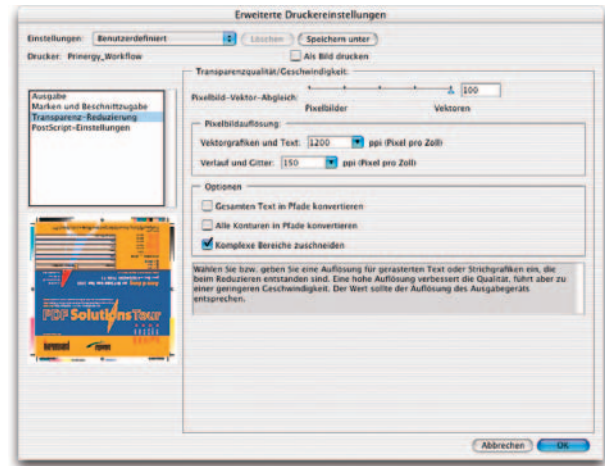 Erweiterte Druckereinstellungen
Einstellungen: Benutzerdefiniert Löschen Speichern unter
Drucker: Prinergy_Workflow Als Bild drucken
Ausgabe
Marken und Beschnittzugabe
Transparenz-Reduzierung
PostScript-Einstellungen
PDF Solutions Tour
Transparenzqualität/Geschwindigkeit:
Pixelbild-Vektor-Abgleich: 100
Pixelbilder Vektoren
Pixelbildauflösung:
Vektorgrafiken und Text: 1200 ppi (Pixel pro Zoll)
Verlauf und Gitter: 150 ppi (Pixel pro Zoll)
Optionen
Gesamten Text in Pfade konvertieren
Alle Konturen in Pfade konvertieren
Komplexe Bereiche zuschneiden
Wählen Sie bzw. geben Sie eine Auflösung für gerasterten Text oder Strichgrafiken ein, die
beim Reduzieren entstanden sind. Eine hohe Auflösung verbessert die Qualität, führt aber zu
einer geringeren Geschwindigkeit. Der Wert sollte der Auflösung des Ausgabegeräts
entsprechen.
Abbrechen OK